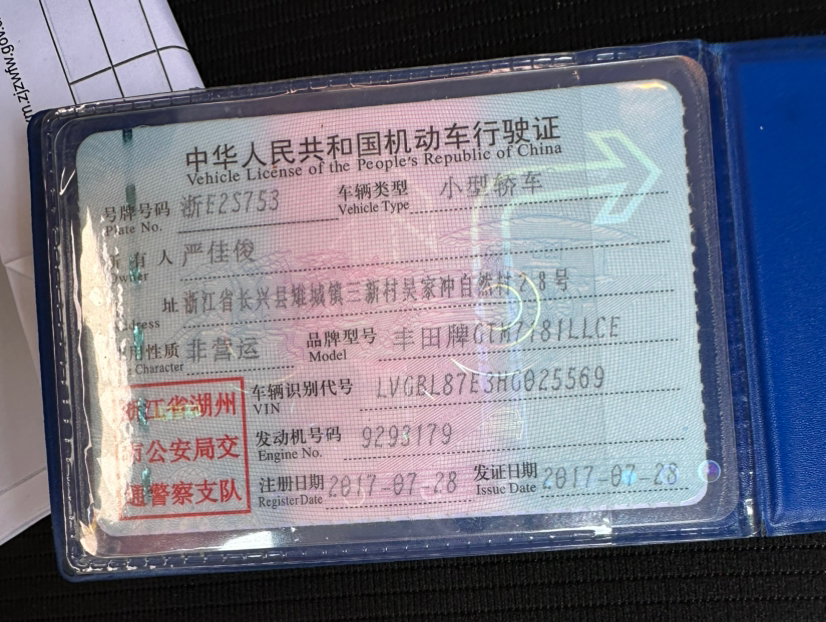 m.zjzwfw.gov.c
中华人民共和国机动车行驶证
Vehicle License of the People's Republic of China
号牌号码 浙E2S753 车辆类型 小型轿车
Plate No. Vehicle Type
所有人 严佳俊
Owner
址 浙江省长兴县雉城镇三新村吴家冲自然村28号
dress
用性质 非营运 品牌型号 丰田牌GTM7181LLCE
Character Model
浙江省湖州
市公安局交
通警察支队
车辆识别代号 LVGBL87E3HG025569
VIN
发动机号码 9293179
Engine No.
注册日期 2017-07-28 发证日期 2017-07-28
Register Date Issue Date